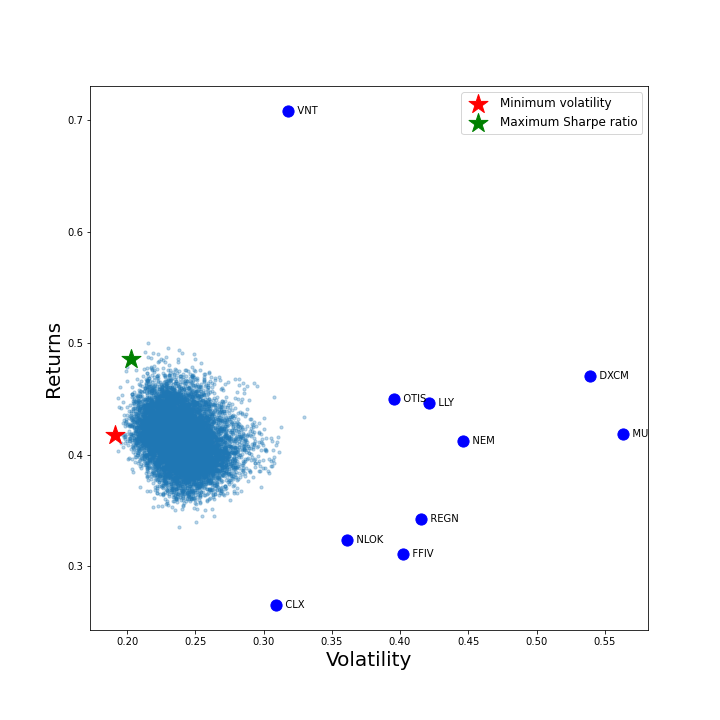 Minimum volatility
Maximum Sharpe ratio
VNT
DXCM
OTIS
LLY
MU
NEM
REGN
NLOK
FFIV
CLX
Returns
0.7
0.6
0.5
0.4
0.3
0.20 0.25 0.30 0.35 0.40 0.45 0.50 0.55
Volatility